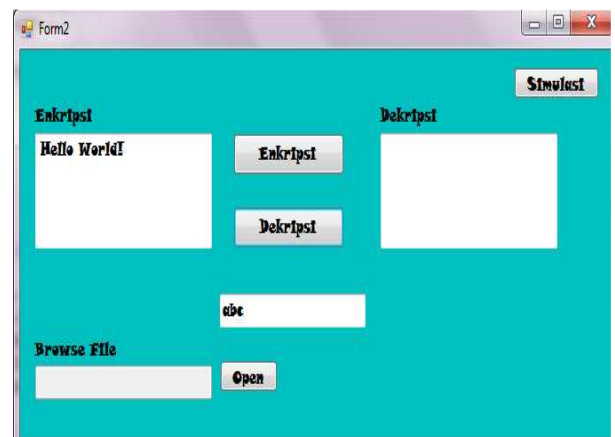 Form2
Simulasi
Enkripsi
Dekripsi
Hello World!
Enkripsi
Dekripsi
abc
Browse File
Open